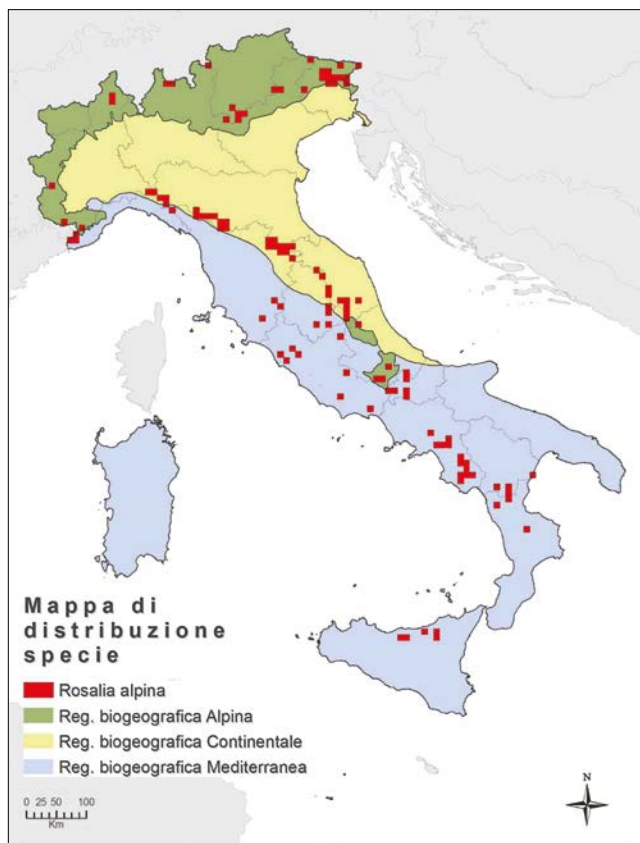 Mappa di
distribuzione
specie
Rosalia alpina
Reg. biogeografica Alpina
Reg. biogeografica Continentale
Reg. biogeografica Mediterranea
0 25 50 100
Km
N